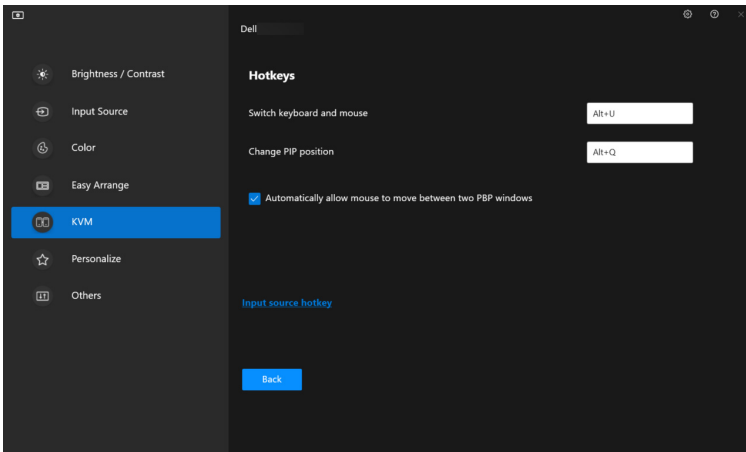 Dell
Brightness / Contrast
Input Source
Color
Easy Arrange
KVM
Personalize
Others
Hotkeys
Switch keyboard and mouse
Alt+U
Change PIP position
Alt+Q
Automatically allow mouse to move between two PBP windows
Input source hotkey
Back